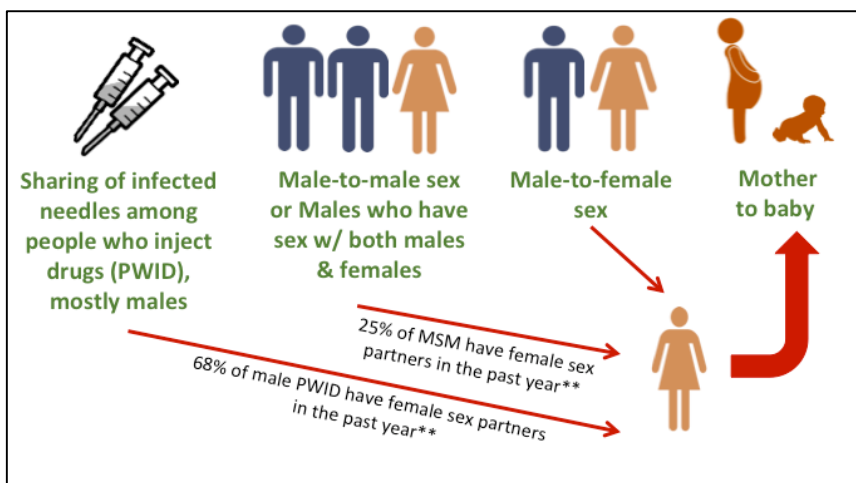 Sharing of infected
needles among
people who inject
drugs (PWID),
mostly males
Male-to-male sex
or Males who have
sex w/ both males
& females
Male-to-female
sex
Mother
to baby
25% of MSM have female sex
partners in the past year**
68% of male PWID have female sex partners
in the past year**